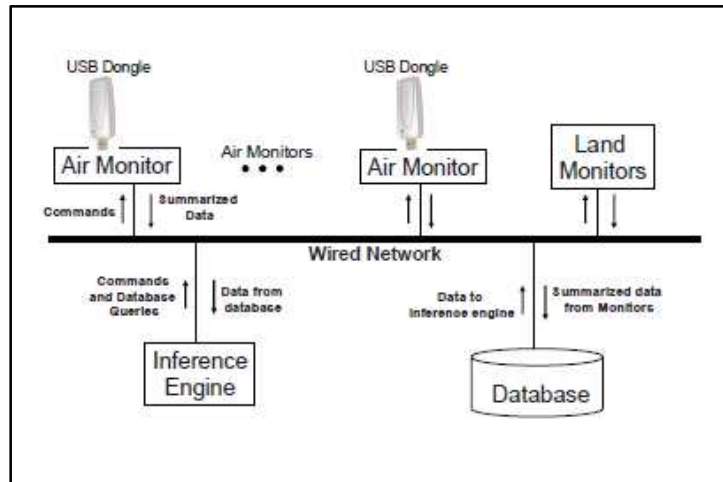 USB Dongle
USB Dongle
Air Monitor
Air Monitors
Air Monitor
Land
Monitors
Commands
Summarized
Data
Wired Network
Commands
and Database
Queries
Data from
database
Data to
Inference engine
Summarized data
from Monitors
Inference
Engine
Database